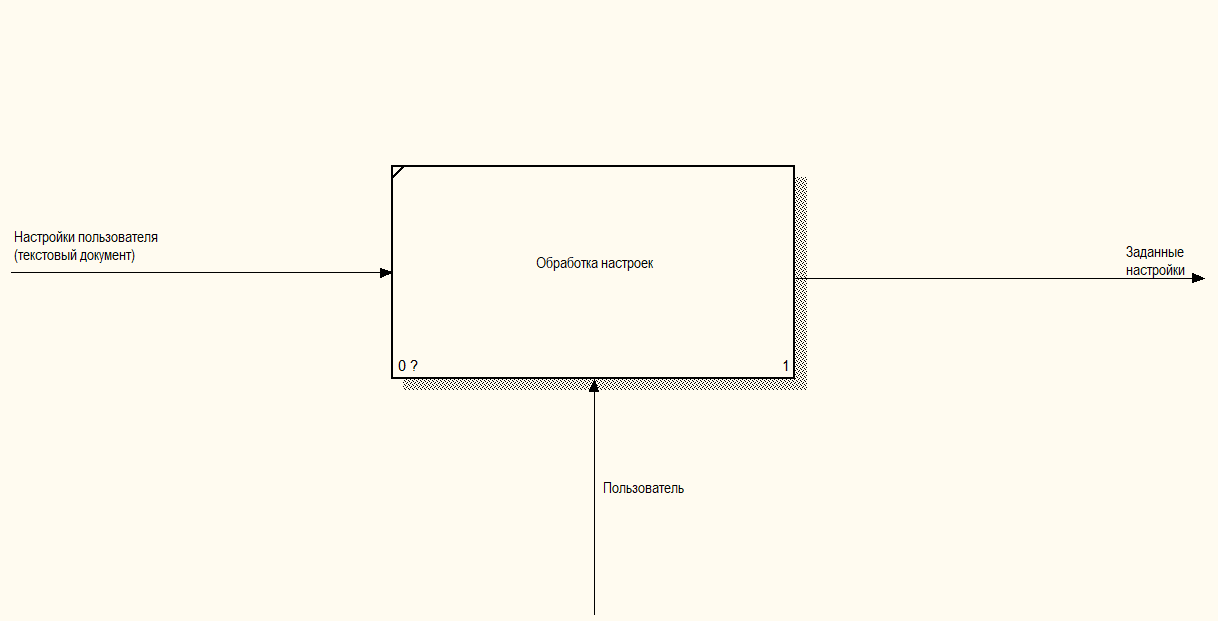 Настройки пользователя
(текстовый документ)
Заданные
настройки
Обработка настроек
0 ?
1
Пользователь